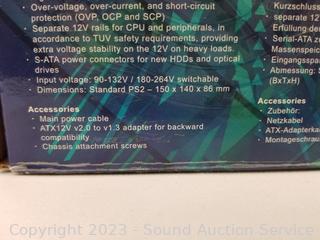 • Over-voltage, over-current, and short-circuit
protection (OVP, OCP and SCP)
• Separate 12V rails for CPU and peripherals, in
accordance to TUV safety requirements, providing
extra voltage stability on the 12V on heavy loads.
• S-ATA power connectors for new HDDs and optical
drives
• Input voltage: 90-132V / 180-264V switchable
• Dimensions: Standard PS2 – 150 x 140 x 86 mm
Accessories
• Main power cable
• ATX12V v2.0 to v1.3 adapter for backward
compatibility
• Chassis attachment screws
Kurzschluss
separate 12V
Erfüllung der
• Serial-ATA
Massenspeic
• Eingangsspan
• Abmessung: S
(BxTxH)
Accessories
• Zubehör:
Netzkabel
• ATX-Adapterka
• Montageschrau
Copyright 2023 - Sound Auction Service